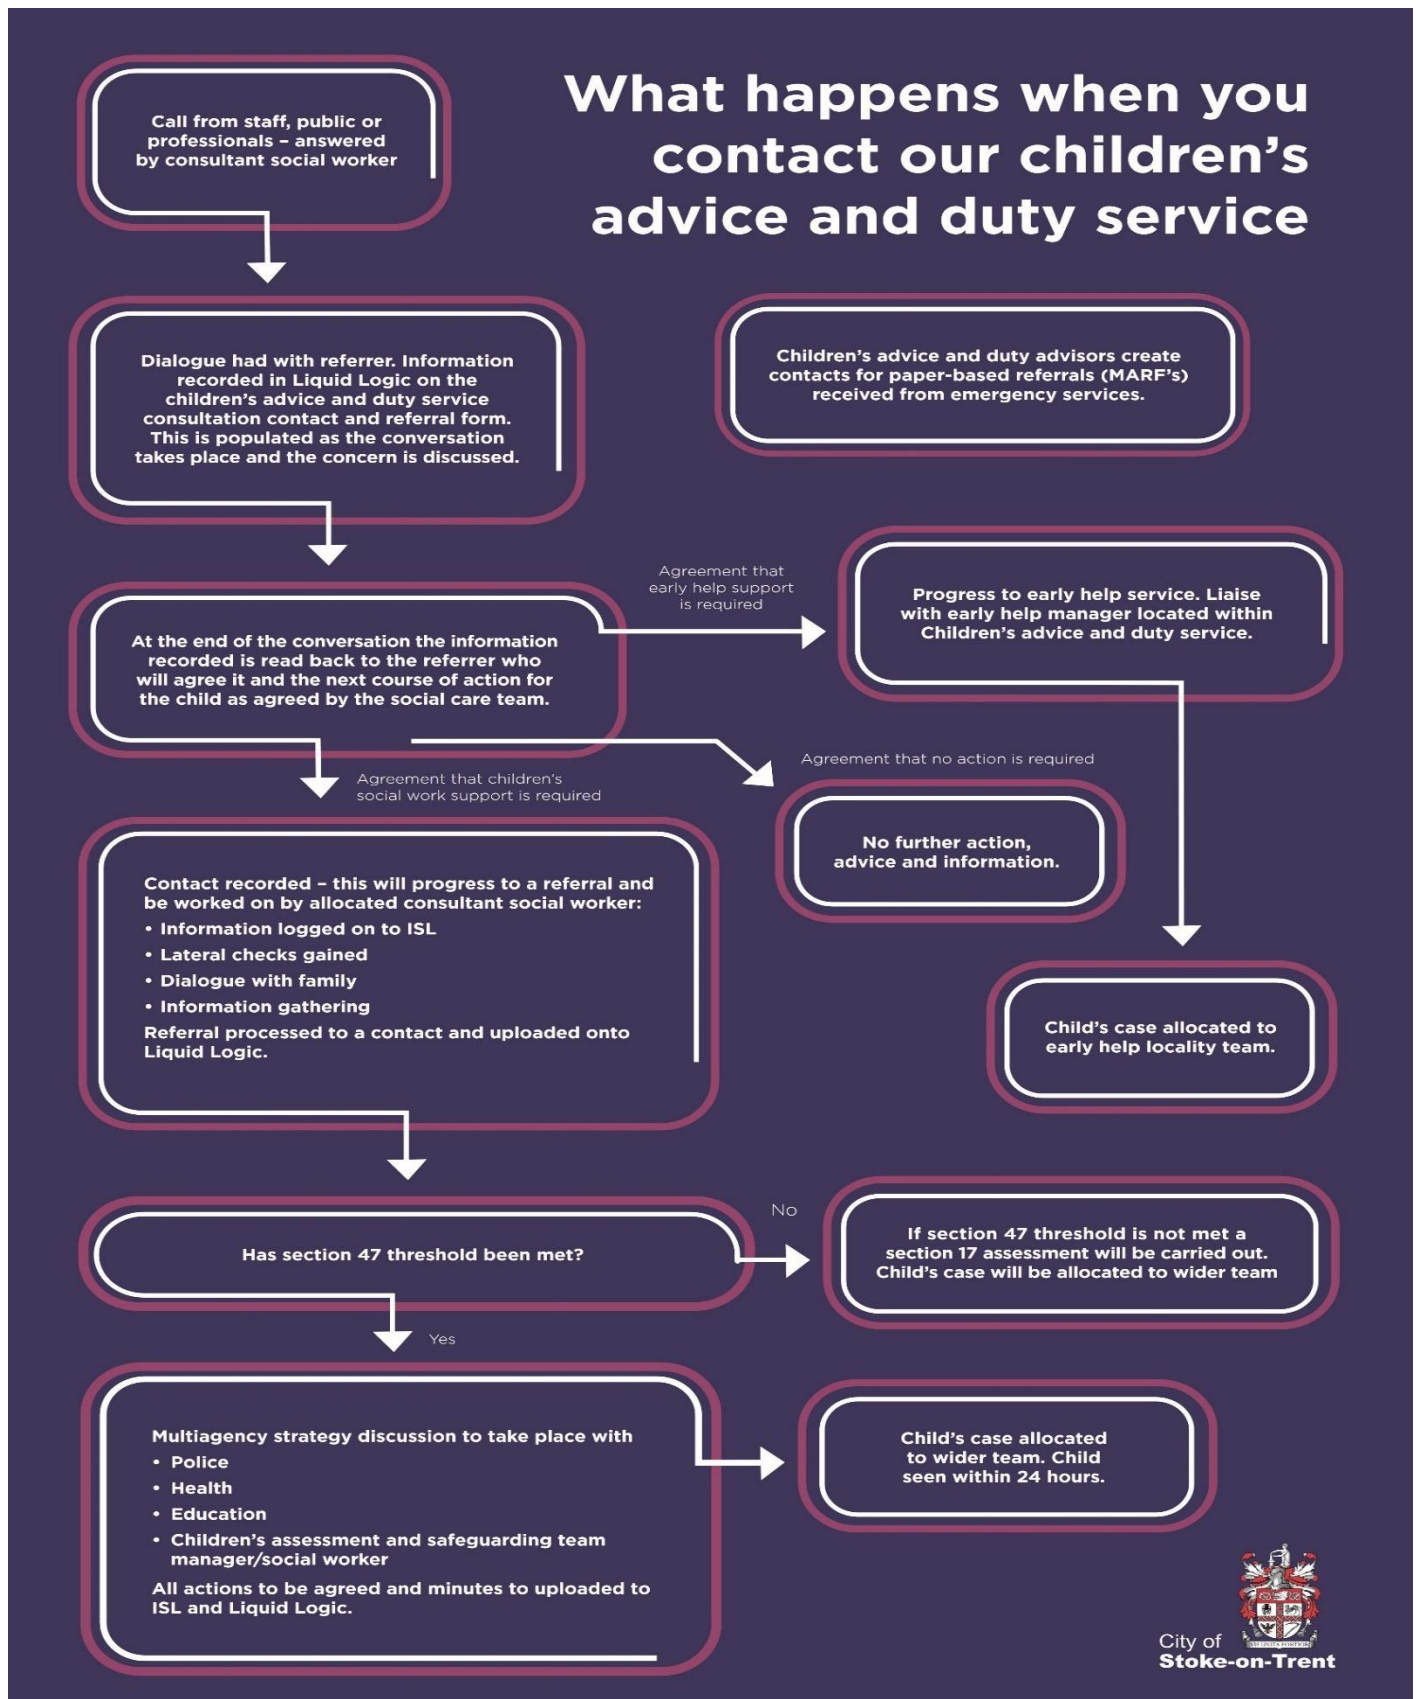 What happens when you
contact our children’s
advice and duty service
Call from staff, public or
professionals – answered
by consultant social worker
Dialogue had with referrer. Information
recorded in Liquid Logic on the
children’s advice and duty service
consultation contact and referral form.
This is populated as the conversation
takes place and the concern is discussed.
Children’s advice and duty advisors create
contacts for paper-based referrals (MARF’s)
received from emergency services.
At the end of the conversation the information
recorded is read back to the referrer who
will agree it and the next course of action for
the child as agreed by the social care team.
Agreement that
early help support
is required
Progress to early help service. Liaise
with early help manager located within
Children’s advice and duty service.
Agreement that no action is required
No further action,
advice and information.
Agreement that children’s
social work support is required
Contact recorded – this will progress to a referral and
be worked on by allocated consultant social worker:
• Information logged on to ISL
• Lateral checks gained
• Dialogue with family
• Information gathering
Referral processed to a contact and uploaded onto
Liquid Logic.
Child’s case allocated to
early help locality team.
Has section 47 threshold been met?
No
If section 47 threshold is not met a
section 17 assessment will be carried out.
Child’s case will be allocated to wider team
Yes
Multiagency strategy discussion to take place with
• Police
• Health
• Education
• Children’s assessment and safeguarding team
manager/social worker
All actions to be agreed and minutes to uploaded to
ISL and Liquid Logic.
Child’s case allocated
to wider team. Child
seen within 24 hours.
City of
Stoke-on-Trent